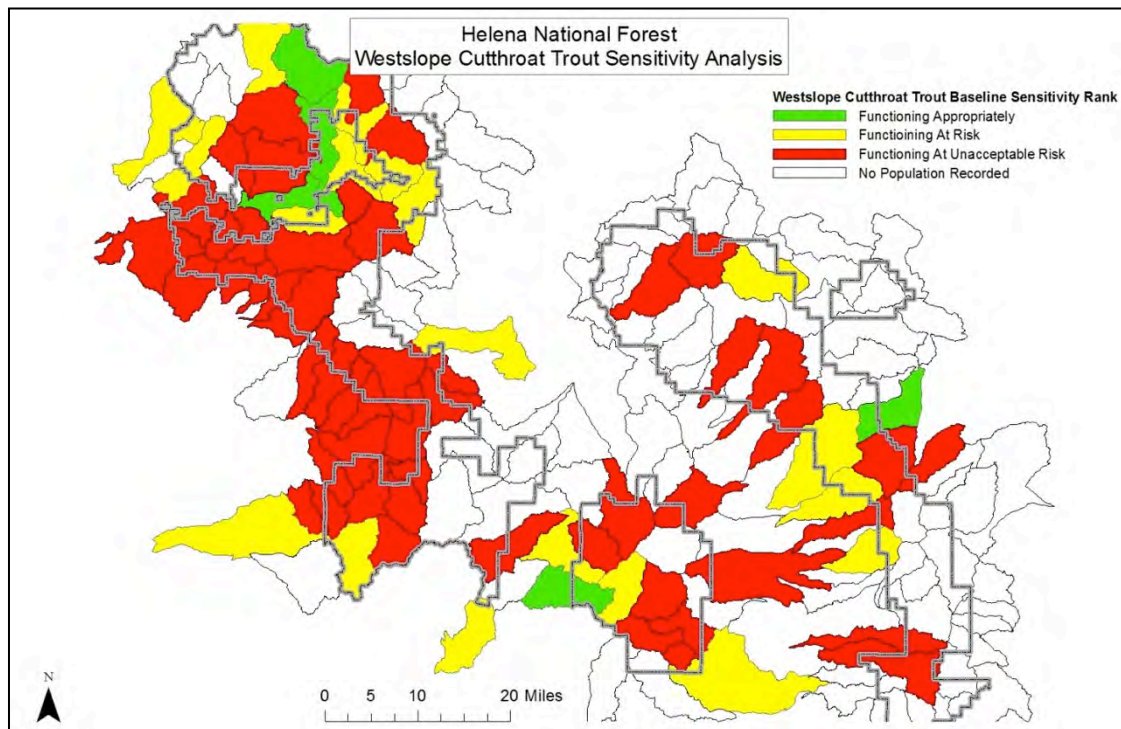 Helena National Forest
Westslope Cutthroat Trout Sensitivity Analysis
Westslope Cutthroat Trout Baseline Sensitivity Rank
Functioning Appropriately
Functioining At Risk
Functioning At Unacceptable Risk
No Population Recorded
N
0 5 10 20 Miles